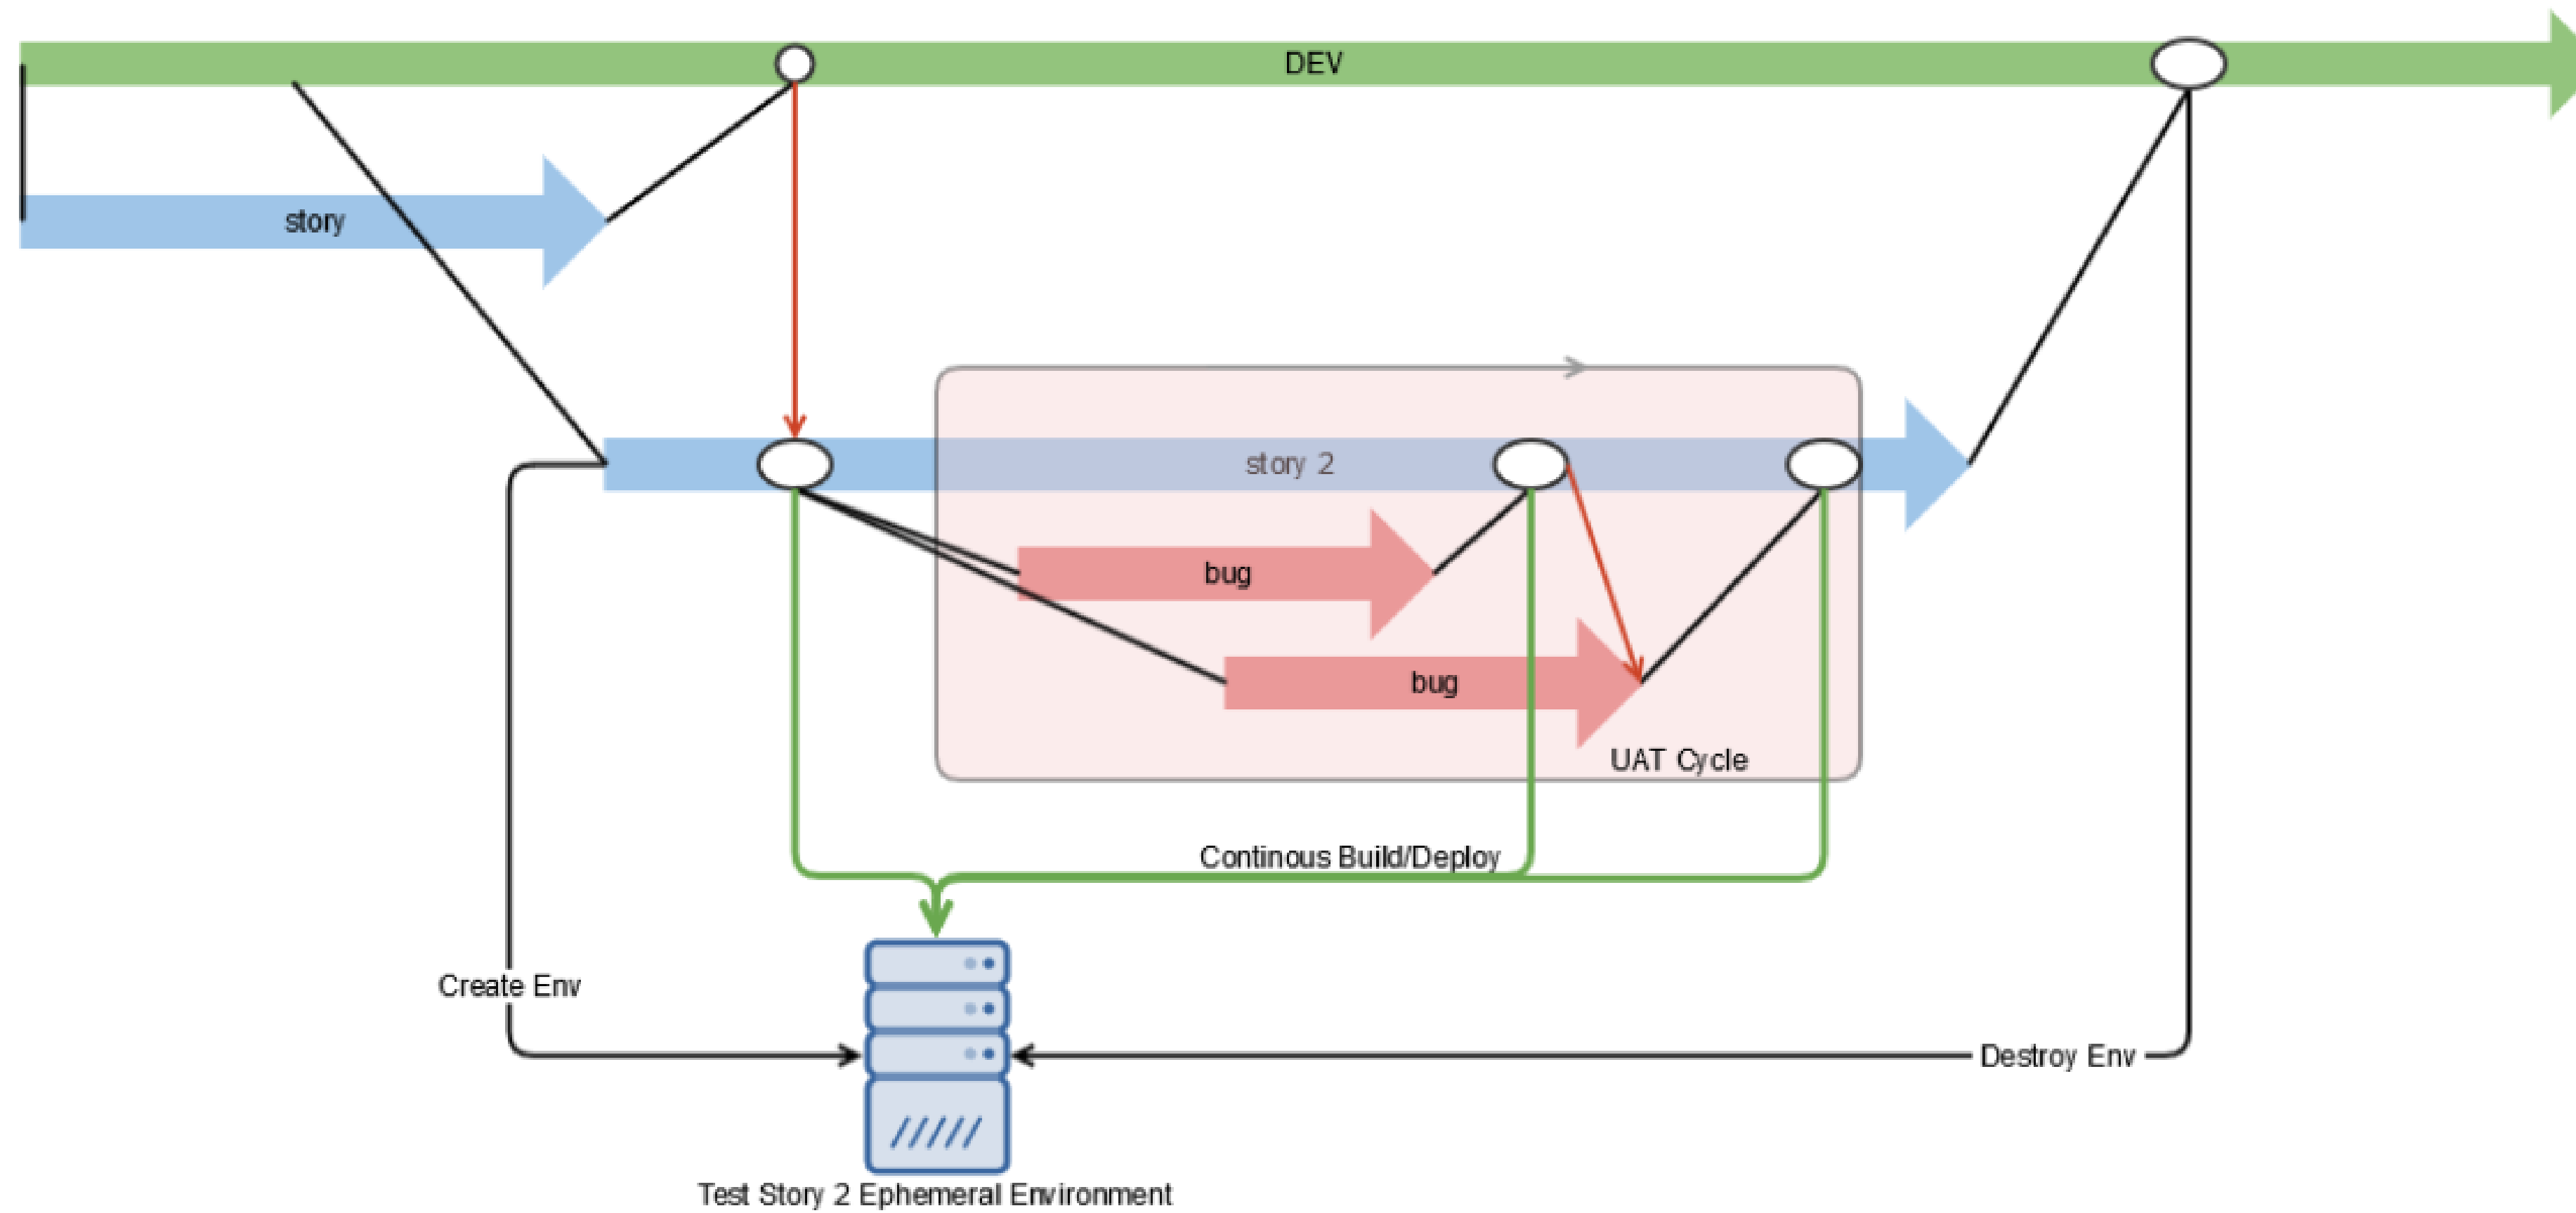 DEV
story
story 2
bug
bug
UAT Cycle
Continous Build/Deploy
Create Env
Destroy Env
Test Story 2 Ephemeral Environment